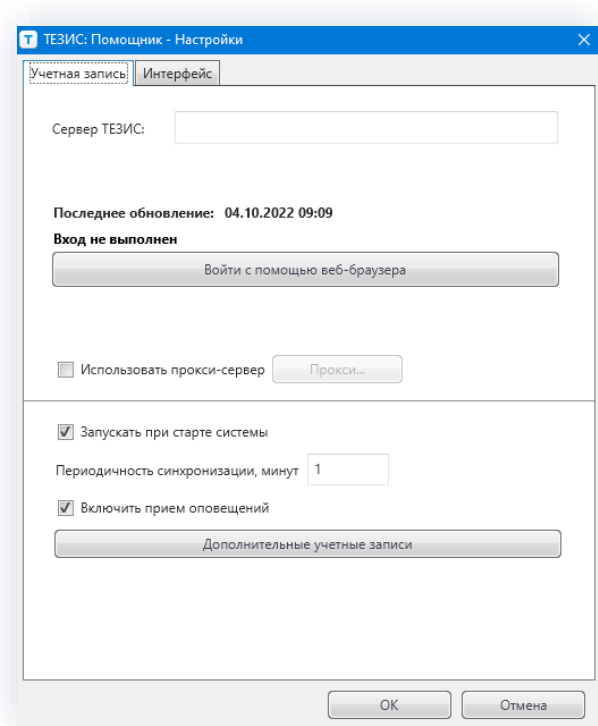 T ТЕЗИС: Помощник - Настройки
Учетная запись Интерфейс
Сервер ТЕЗИС:
Последнее обновление: 04.10.2022 09:09
Вход не выполнен
Войти с помощью веб-браузера
Использовать прокси-сервер Прокси...
Запускать при старте системы
Периодичность синхронизации, минут 1
Включить прием оповещений
Дополнительные учетные записи
OK Отмена